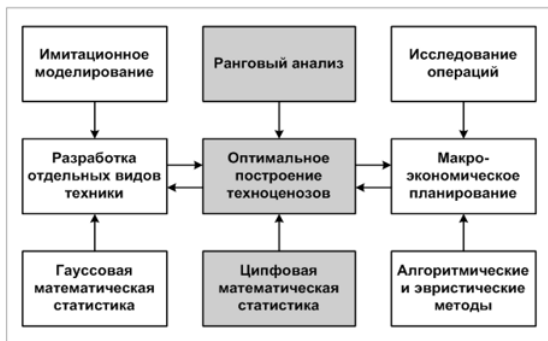 Имитационное
моделирование
Ранговый анализ
Исследование
операций
Разработка
отдельных видов
техники
Оптимальное
построение
техноценозов
Макро-
экономическое
планирование
Гауссовая
математическая
статистика
Ципфовая
математическая
статистика
Алгоритмические
и эвристические
методы